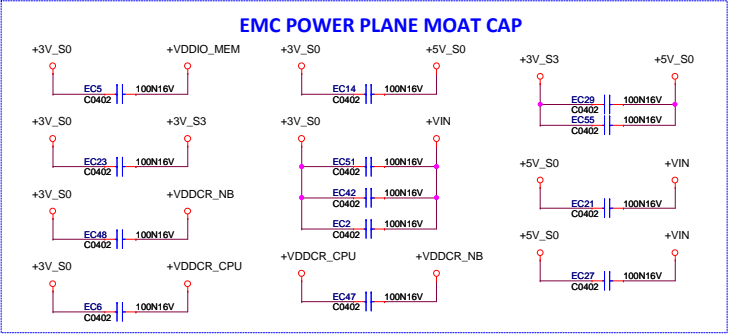 EMC POWER PLANE MOAT CAP
+3V_S0 +VDDIO_MEM
EC5 100N16V
C0402
+3V_S0 +3V_S3
EC23 100N16V
C0402
+3V_S0 +VDDCR_NB
EC48 100N16V
C0402
+3V_S0 +VDDCR_CPU
EC6 100N16V
C0402
+3V_S0 +5V_S0
EC14 100N16V
C0402
+3V_S0 +VIN
EC51 100N16V
C0402
EC42 100N16V
C0402
EC2 100N16V
C0402
+VDDCR_CPU +VDDCR_NB
EC47 100N16V
C0402
+3V_S3 +5V_S0
EC29 100N16V
C0402
EC55 100N16V
C0402
+5V_S0 +VIN
EC21 100N16V
C0402
+5V_S0 +VIN
EC27 100N16V
C0402